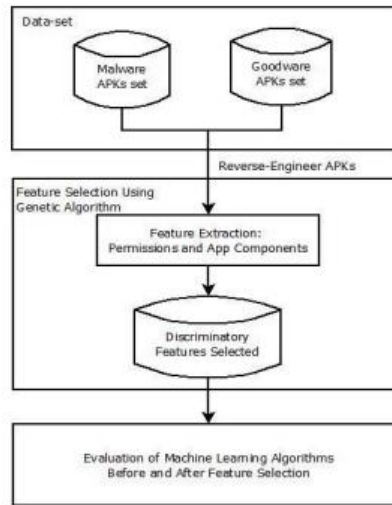 Data-set
Malware
APKs set
Goodware
APKs set
Reverse-Engineer APKs
Feature Selection Using
Genetic Algorithm
Feature Extraction:
Permissions and App Components
Discriminatory
Features Selected
Evaluation of Machine Learning Algorithms
Before and After Feature Selection